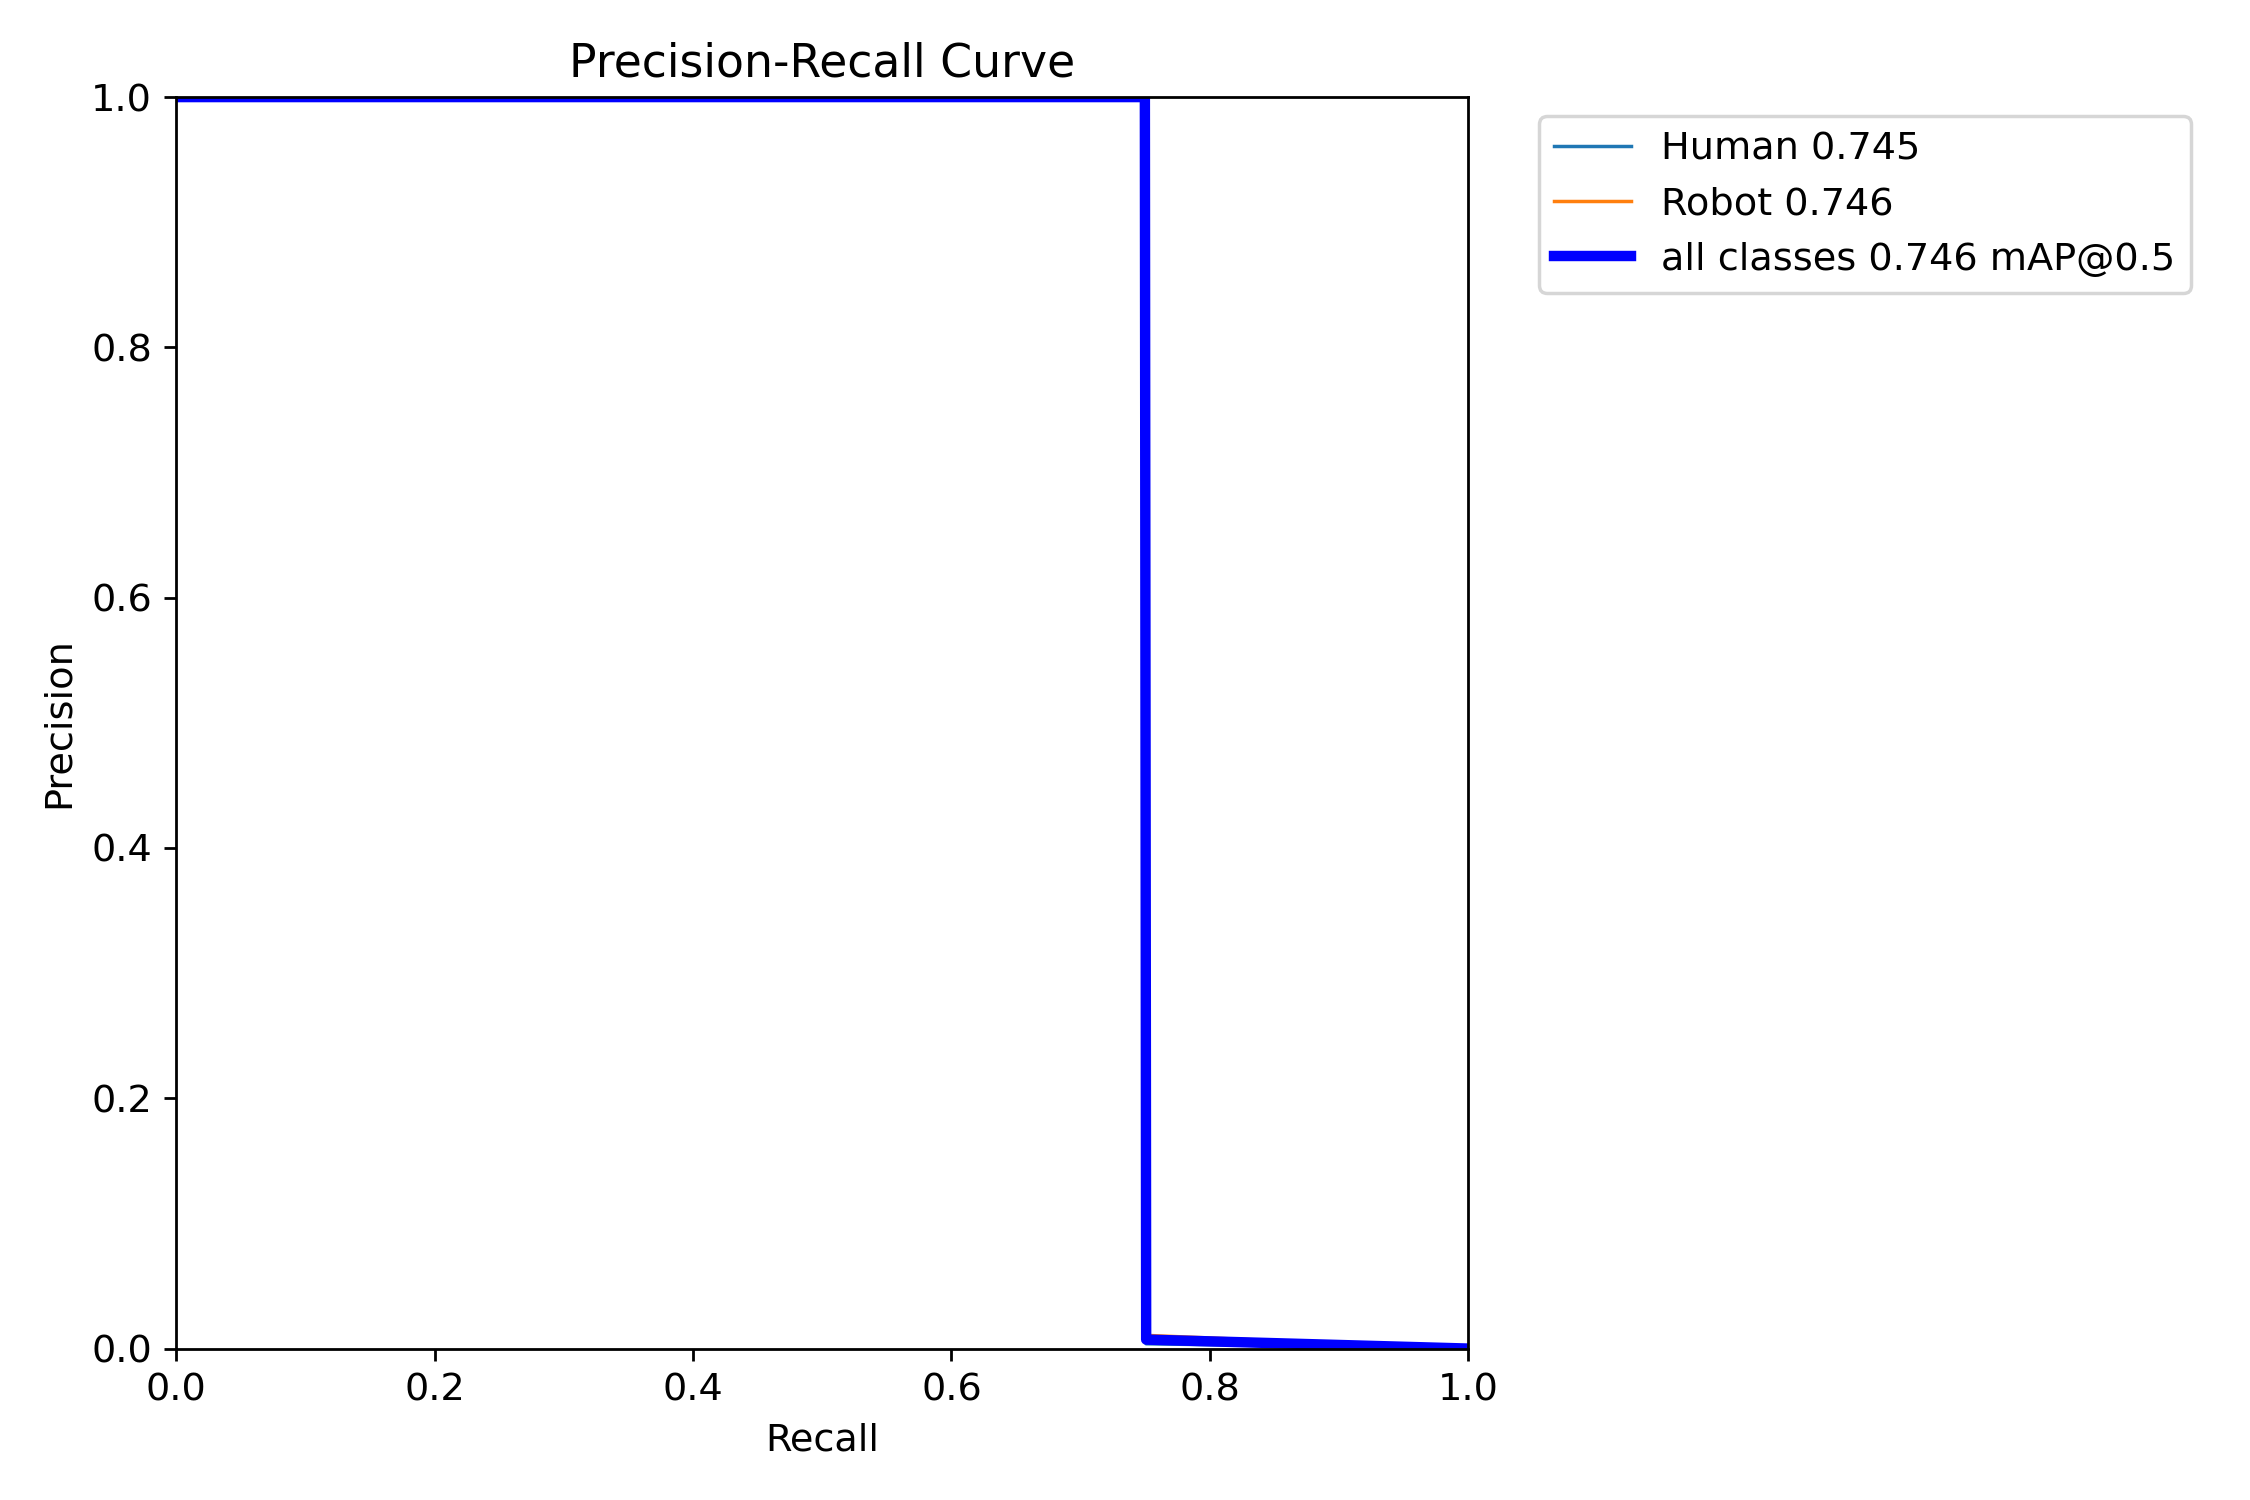 Precision-Recall Curve
Human 0.745
Robot 0.746
all classes 0.746 mAP@0.5
Precision
1.0
0.8
0.6
0.4
0.2
0.0
0.0 0.2 0.4 0.6 0.8 1.0
Recall